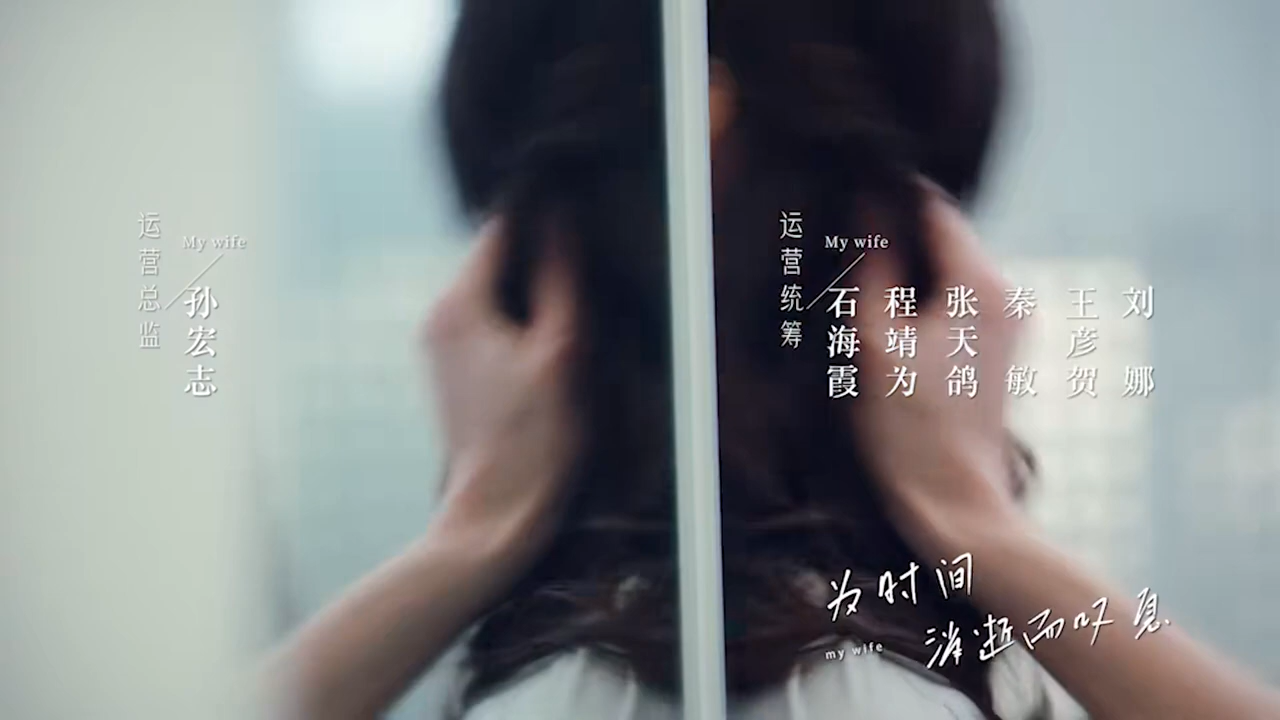 运营总监
My wife
孙宏志
运营统筹
My wife
石海霞
程靖为
张天鸽
秦敏
王彦贺
刘娜
为时间
消逝而叹息
my wife